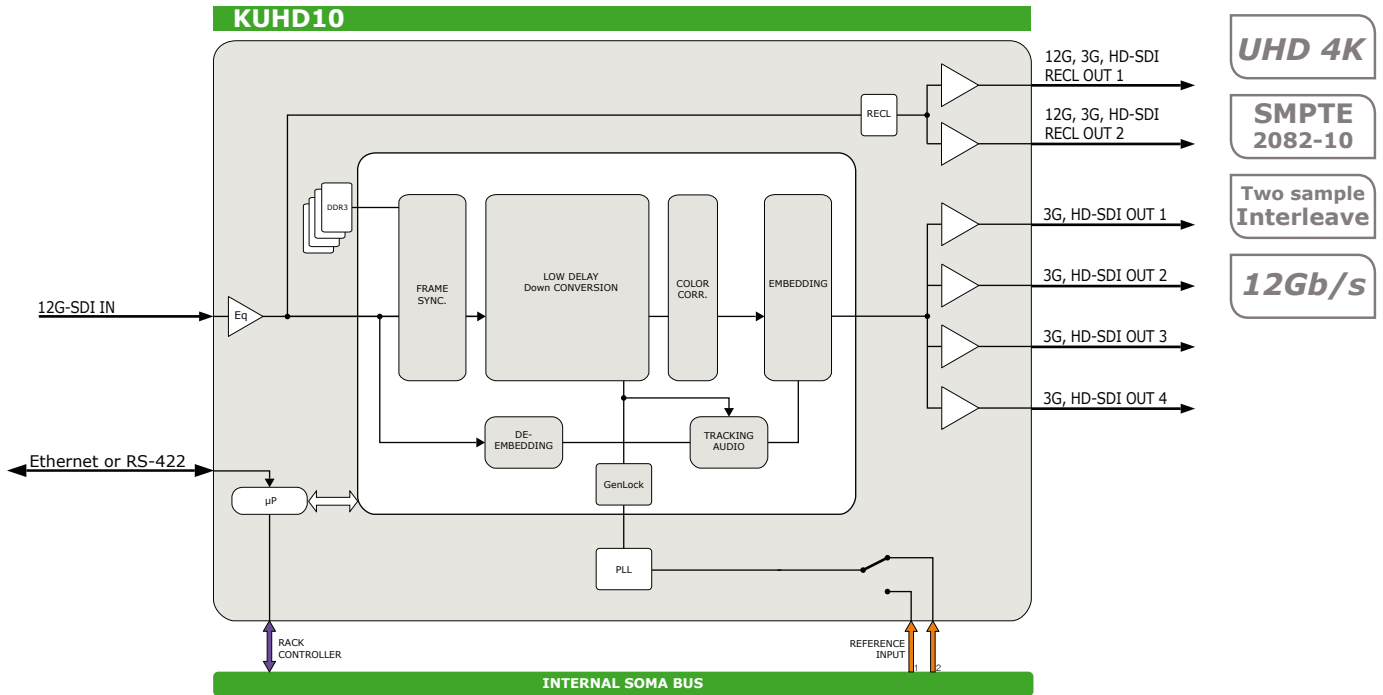 KUHD10
12G, 3G, HD-SDI
RECL OUT 1
UHD 4K
RECL
12G, 3G, HD-SDI
RECL OUT 2
SMPTE
2082-10
DDR3
Two sample
Interleave
3G, HD-SDI OUT 1
FRAME
SYNC.
LOW DELAY
Down CONVERSION
COLOR
CORR.
EMBEDDING
3G, HD-SDI OUT 2
12Gb/s
12G-SDI IN
Eq
3G, HD-SDI OUT 3
3G, HD-SDI OUT 4
DE-
EMBEDDING
TRACKING
AUDIO
Ethernet or RS-422
GenLock
µP
PLL
RACK
CONTROLLER
REFERENCE
INPUT
1
2
INTERNAL SOMA BUS